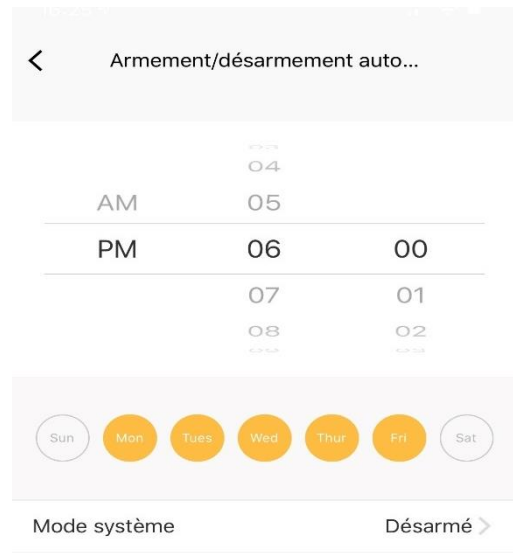 Armement/désarmement auto...
04
AM 05
PM 06 00
07 01
08 02
Sun Mon Tues Wed Thur Fri Sat
Mode système Désarmé